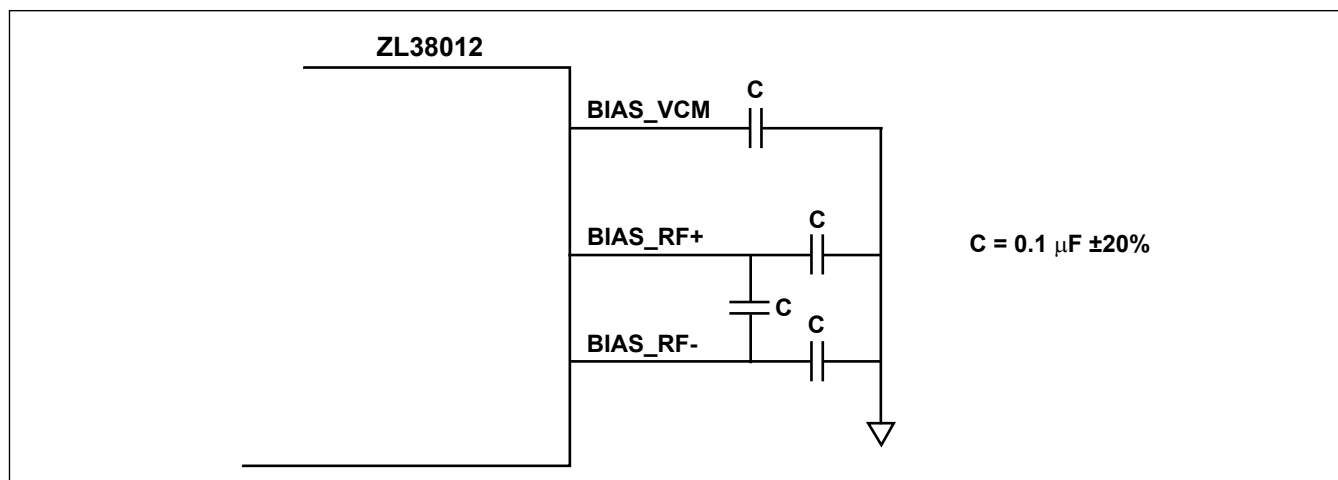 ZL38012
C
BIAS_VCM
C
BIAS_RF+
C = 0.1 μF ±20%
C
C
BIAS_RF-